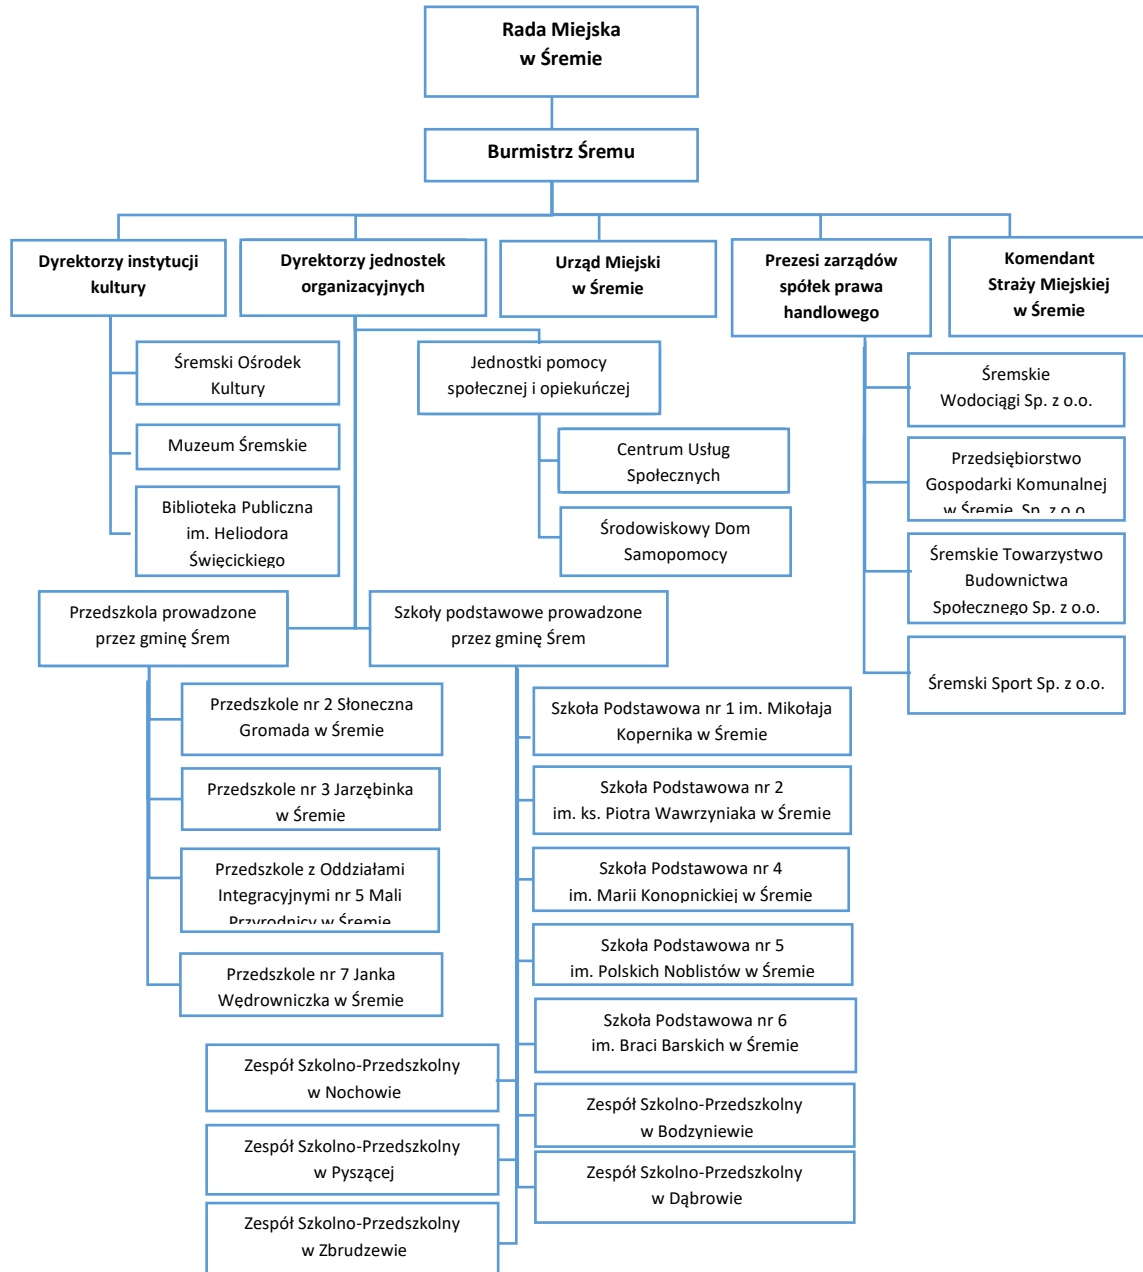 Rada Miejska
w Śremie
Burmistrz Śremu
Dyrektorzy instytucji
kultury
Dyrektorzy jednostek
organizacyjnych
Urząd Miejski
w Śremie
Prezesi zarządów
spółek prawa
handlowego
Komendant
Straży Miejskiej
w Śremie
Śremski Ośrodek
Kultury
Muzeum Śremskie
Biblioteka Publiczna
im. Heliodora
Święcickiego
Jednostki pomocy
społecznej i opiekuńczej
Centrum Usług
Społecznych
Środowiskowy Dom
Samopomocy
Śremskie
Wodociągi Sp. z o.o.
Przedsiębiorstwo
Gospodarki Komunalnej
w Śremie Sp. z o.o.
Śremskie Towarzystwo
Budownictwa
Społecznego Sp. z o.o.
Śremski Sport Sp. z o.o.
Przedszkola prowadzone
przez gminę Śrem
Szkoły podstawowe prowadzone
przez gminę Śrem
Przedszkole nr 2 Słoneczna
Gromada w Śremie
Przedszkole nr 3 Jarzębinka
w Śremie
Przedszkole z Oddziałami
Integracyjnymi nr 5 Mali
Przyrodnicy w Śremie
Przedszkole nr 7 Janka
Wędrowniczka w Śremie
Szkoła Podstawowa nr 1 im. Mikołaja
Kopernika w Śremie
Szkoła Podstawowa nr 2
im. ks. Piotra Wawrzyniaka w Śremie
Szkoła Podstawowa nr 4
im. Marii Konopnickiej w Śremie
Szkoła Podstawowa nr 5
im. Polskich Noblistów w Śremie
Szkoła Podstawowa nr 6
im. Braci Barskich w Śremie
Zespół Szkolno-Przedszkolny
w Nochowie
Zespół Szkolno-Przedszkolny
w Bodzyniewie
Zespół Szkolno-Przedszkolny
w Pyszącej
Zespół Szkolno-Przedszkolny
w Dąbrowie
Zespół Szkolno-Przedszkolny
w Zbrudzewie